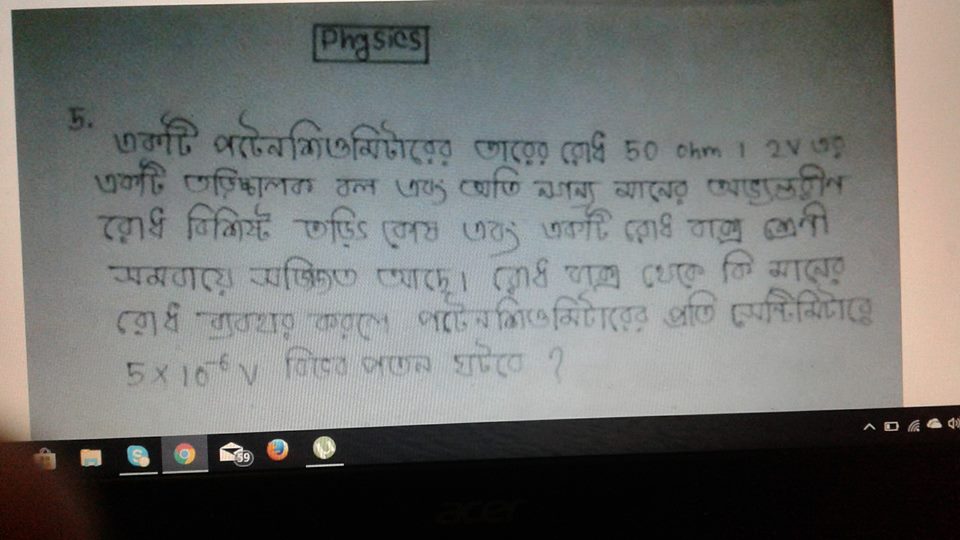 Physics
5.
একটি পটেনশিওমিটারের তারের রোধ 50 ohm । 2V এর
একটি তড়িচ্চালক বল এবং অতি নগন্য মানের আভ্যন্তরীন
রোধ বিশিষ্ট তড়িৎ কোষ এবং একটি রোধ বাক্স শ্রেণী
সমবায়ে সজ্জিত আছে। রোধ বাক্স থেকে কি মানের
রোধ ব্যবহার করলে পটেনশিওমিটারের প্রতি সেন্টিমিটারে
5 × 10⁻⁶ V বিভব পতন ঘটবে ?
59
acer